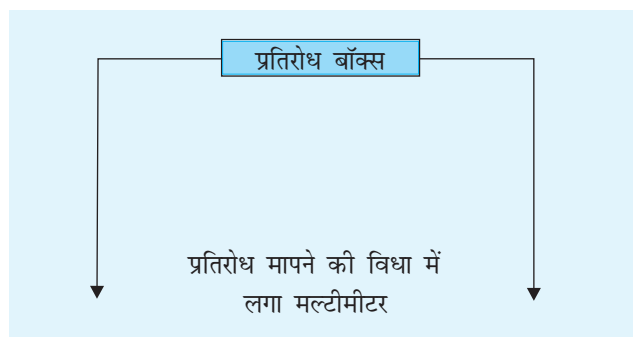 प्रतिरोध बॉक्स
प्रतिरोध मापने की विधा में
लगा मल्टीमीटर